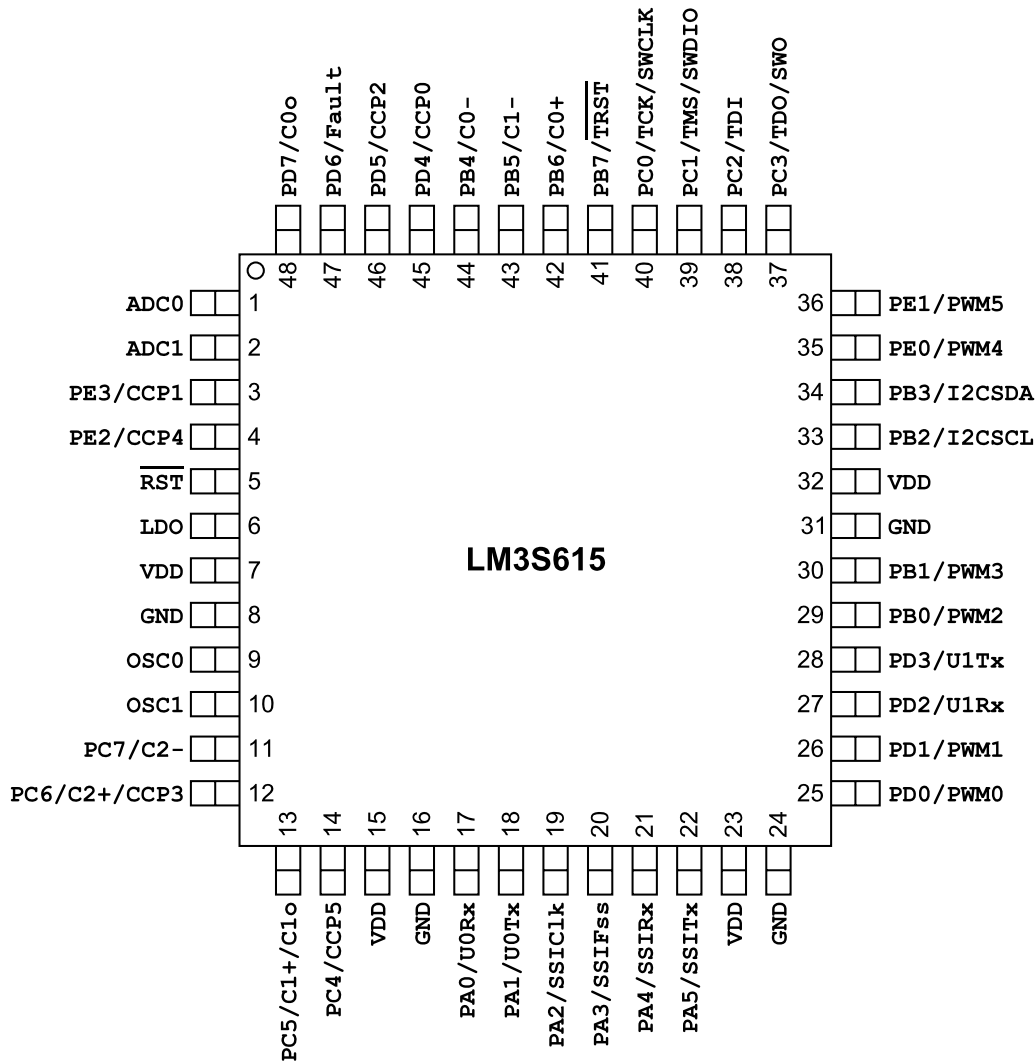 PD7/C0o
PD6/Fault
PD5/CCP2
PD4/CCP0
PB4/C0-
PB5/C1-
PB6/C0+
PB7/TRST
PC0/TCK/SWCLK
PC1/TMS/SWDIO
PC2/TDI
PC3/TDO/SWO
48 47 46 45 44 43 42 41 40 39 38 37
ADC0 1
ADC1 2
PE3/CCP1 3
PE2/CCP4 4
RST 5
LDO 6
VDD 7
GND 8
OSC0 9
OSC1 10
PC7/C2- 11
PC6/C2+/CCP3 12
LM3S615
36 PE1/PWM5
35 PE0/PWM4
34 PB3/I2CSDA
33 PB2/I2CSCL
32 VDD
31 GND
30 PB1/PWM3
29 PB0/PWM2
28 PD3/U1Tx
27 PD2/U1Rx
26 PD1/PWM1
25 PD0/PWM0
13 14 15 16 17 18 19 20 21 22 23 24
PC5/C1+/C1o
PC4/CCP5
VDD
GND
PA0/U0Rx
PA1/U0Tx
PA2/SSIClk
PA3/SSIFss
PA4/SSIRx
PA5/SSITx
VDD
GND